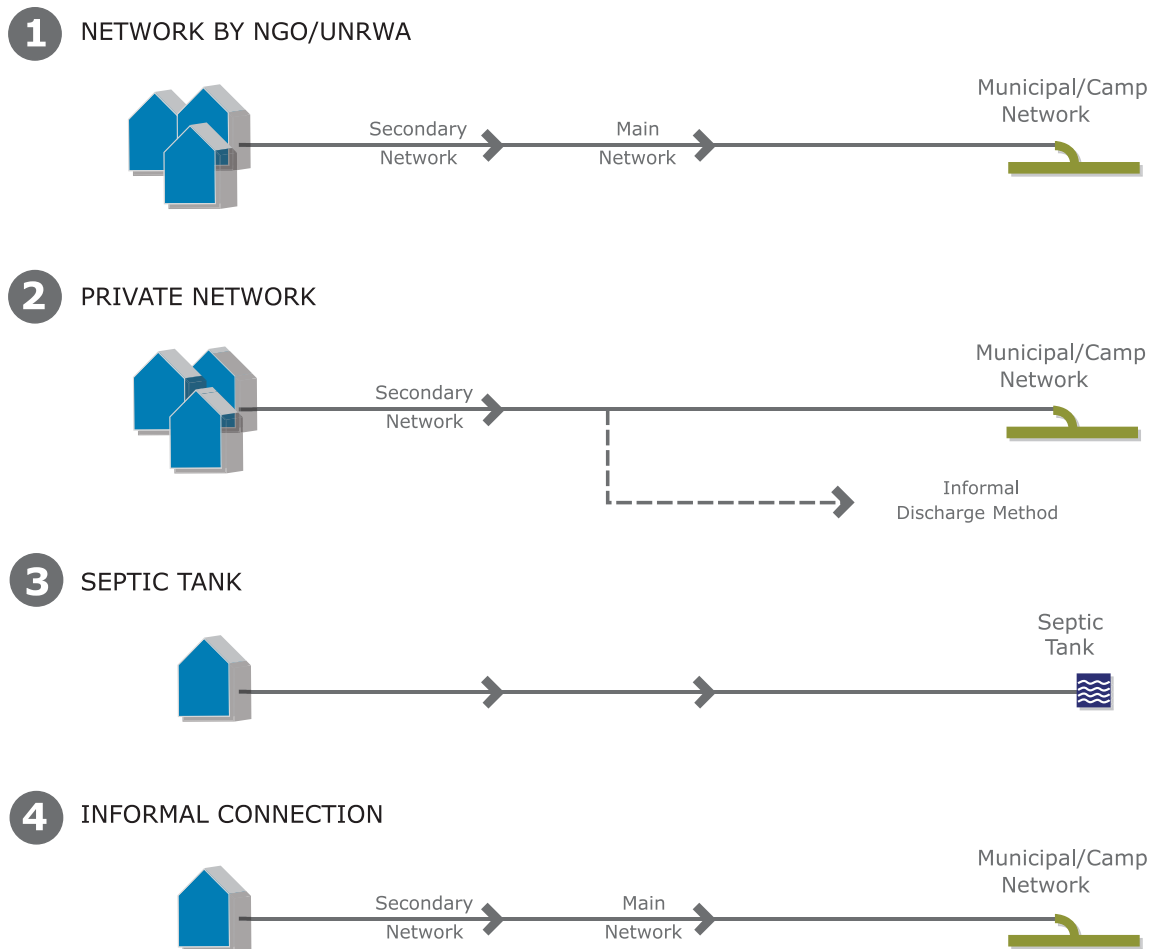 1 NETWORK BY NGO/UNRWA
Municipal/Camp
Network
Secondary
Network
Main
Network
2 PRIVATE NETWORK
Municipal/Camp
Network
Secondary
Network
Informal
Discharge Method
3 SEPTIC TANK
Septic
Tank
4 INFORMAL CONNECTION
Municipal/Camp
Network
Secondary
Network
Main
Network